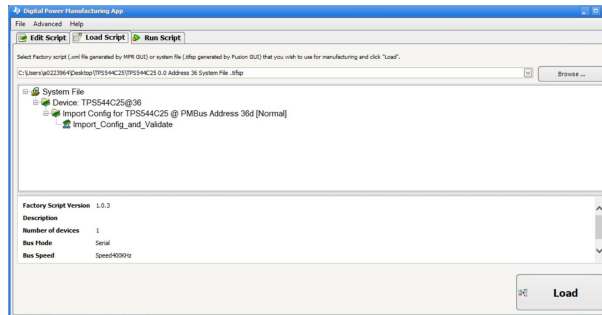 Digital Power Manufacturing App
File Advanced Help
Edit Script Load Script Run Script
Select Factory script (.xml file generated by MFR GUI) or system file (.tifsp generated by Fusion GUI) that you wish to use for manufacturing and click "Load".
C:\Users\a0223964\Desktop\TPS544C25\TPS544C25 0.0 Address 36 System File .tifsp Browse ...
System File
Device: TPS544C25@36
Import Config for TPS544C25 @ PMBus Address 36d [Normal]
Import_Config_and_Validate
Factory Script Version 1.0.3
Description
Number of devices 1
Bus Mode Serial
Bus Speed Speed400KHz
Load